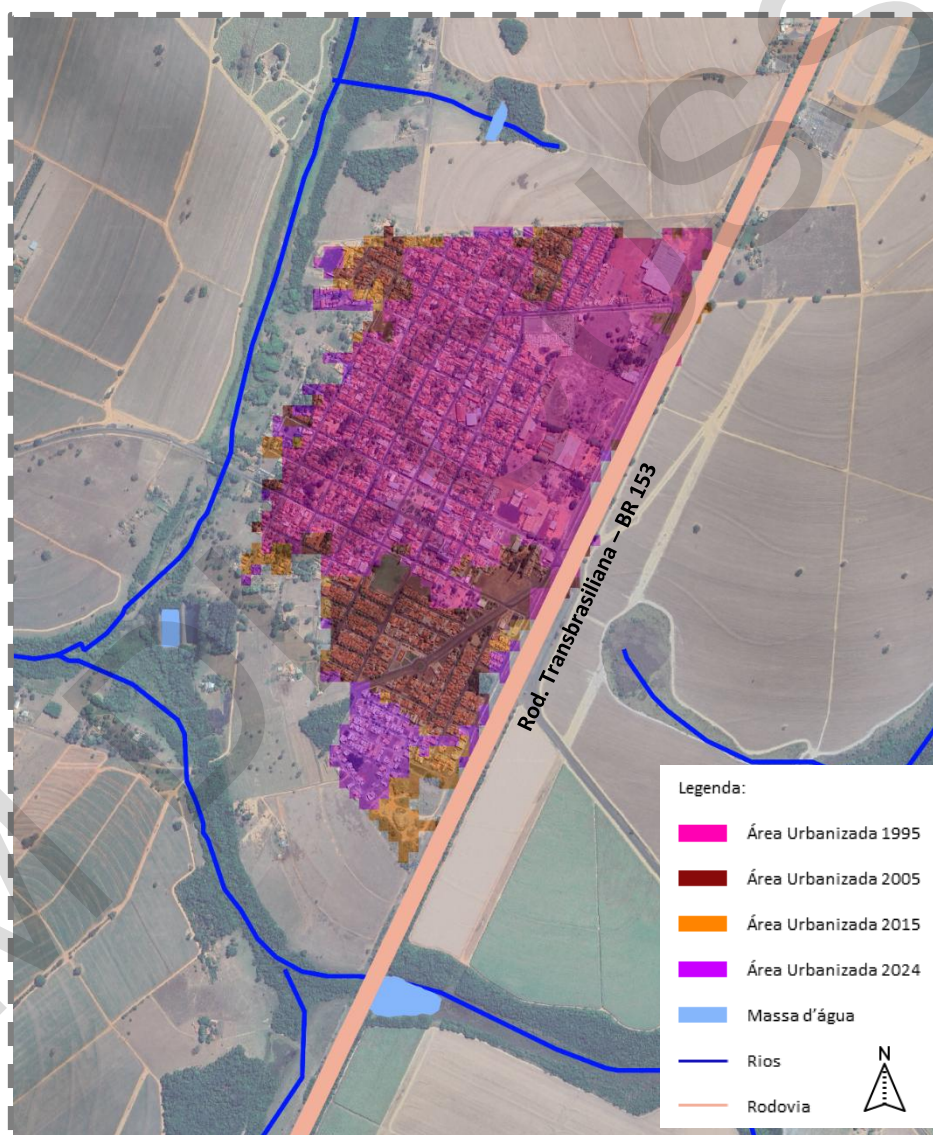 Rod. Transbrasiliana – BR 153
Legenda:
Área Urbanizada 1995
Área Urbanizada 2005
Área Urbanizada 2015
Área Urbanizada 2024
Massa d'água
Rios
N
Rodovia